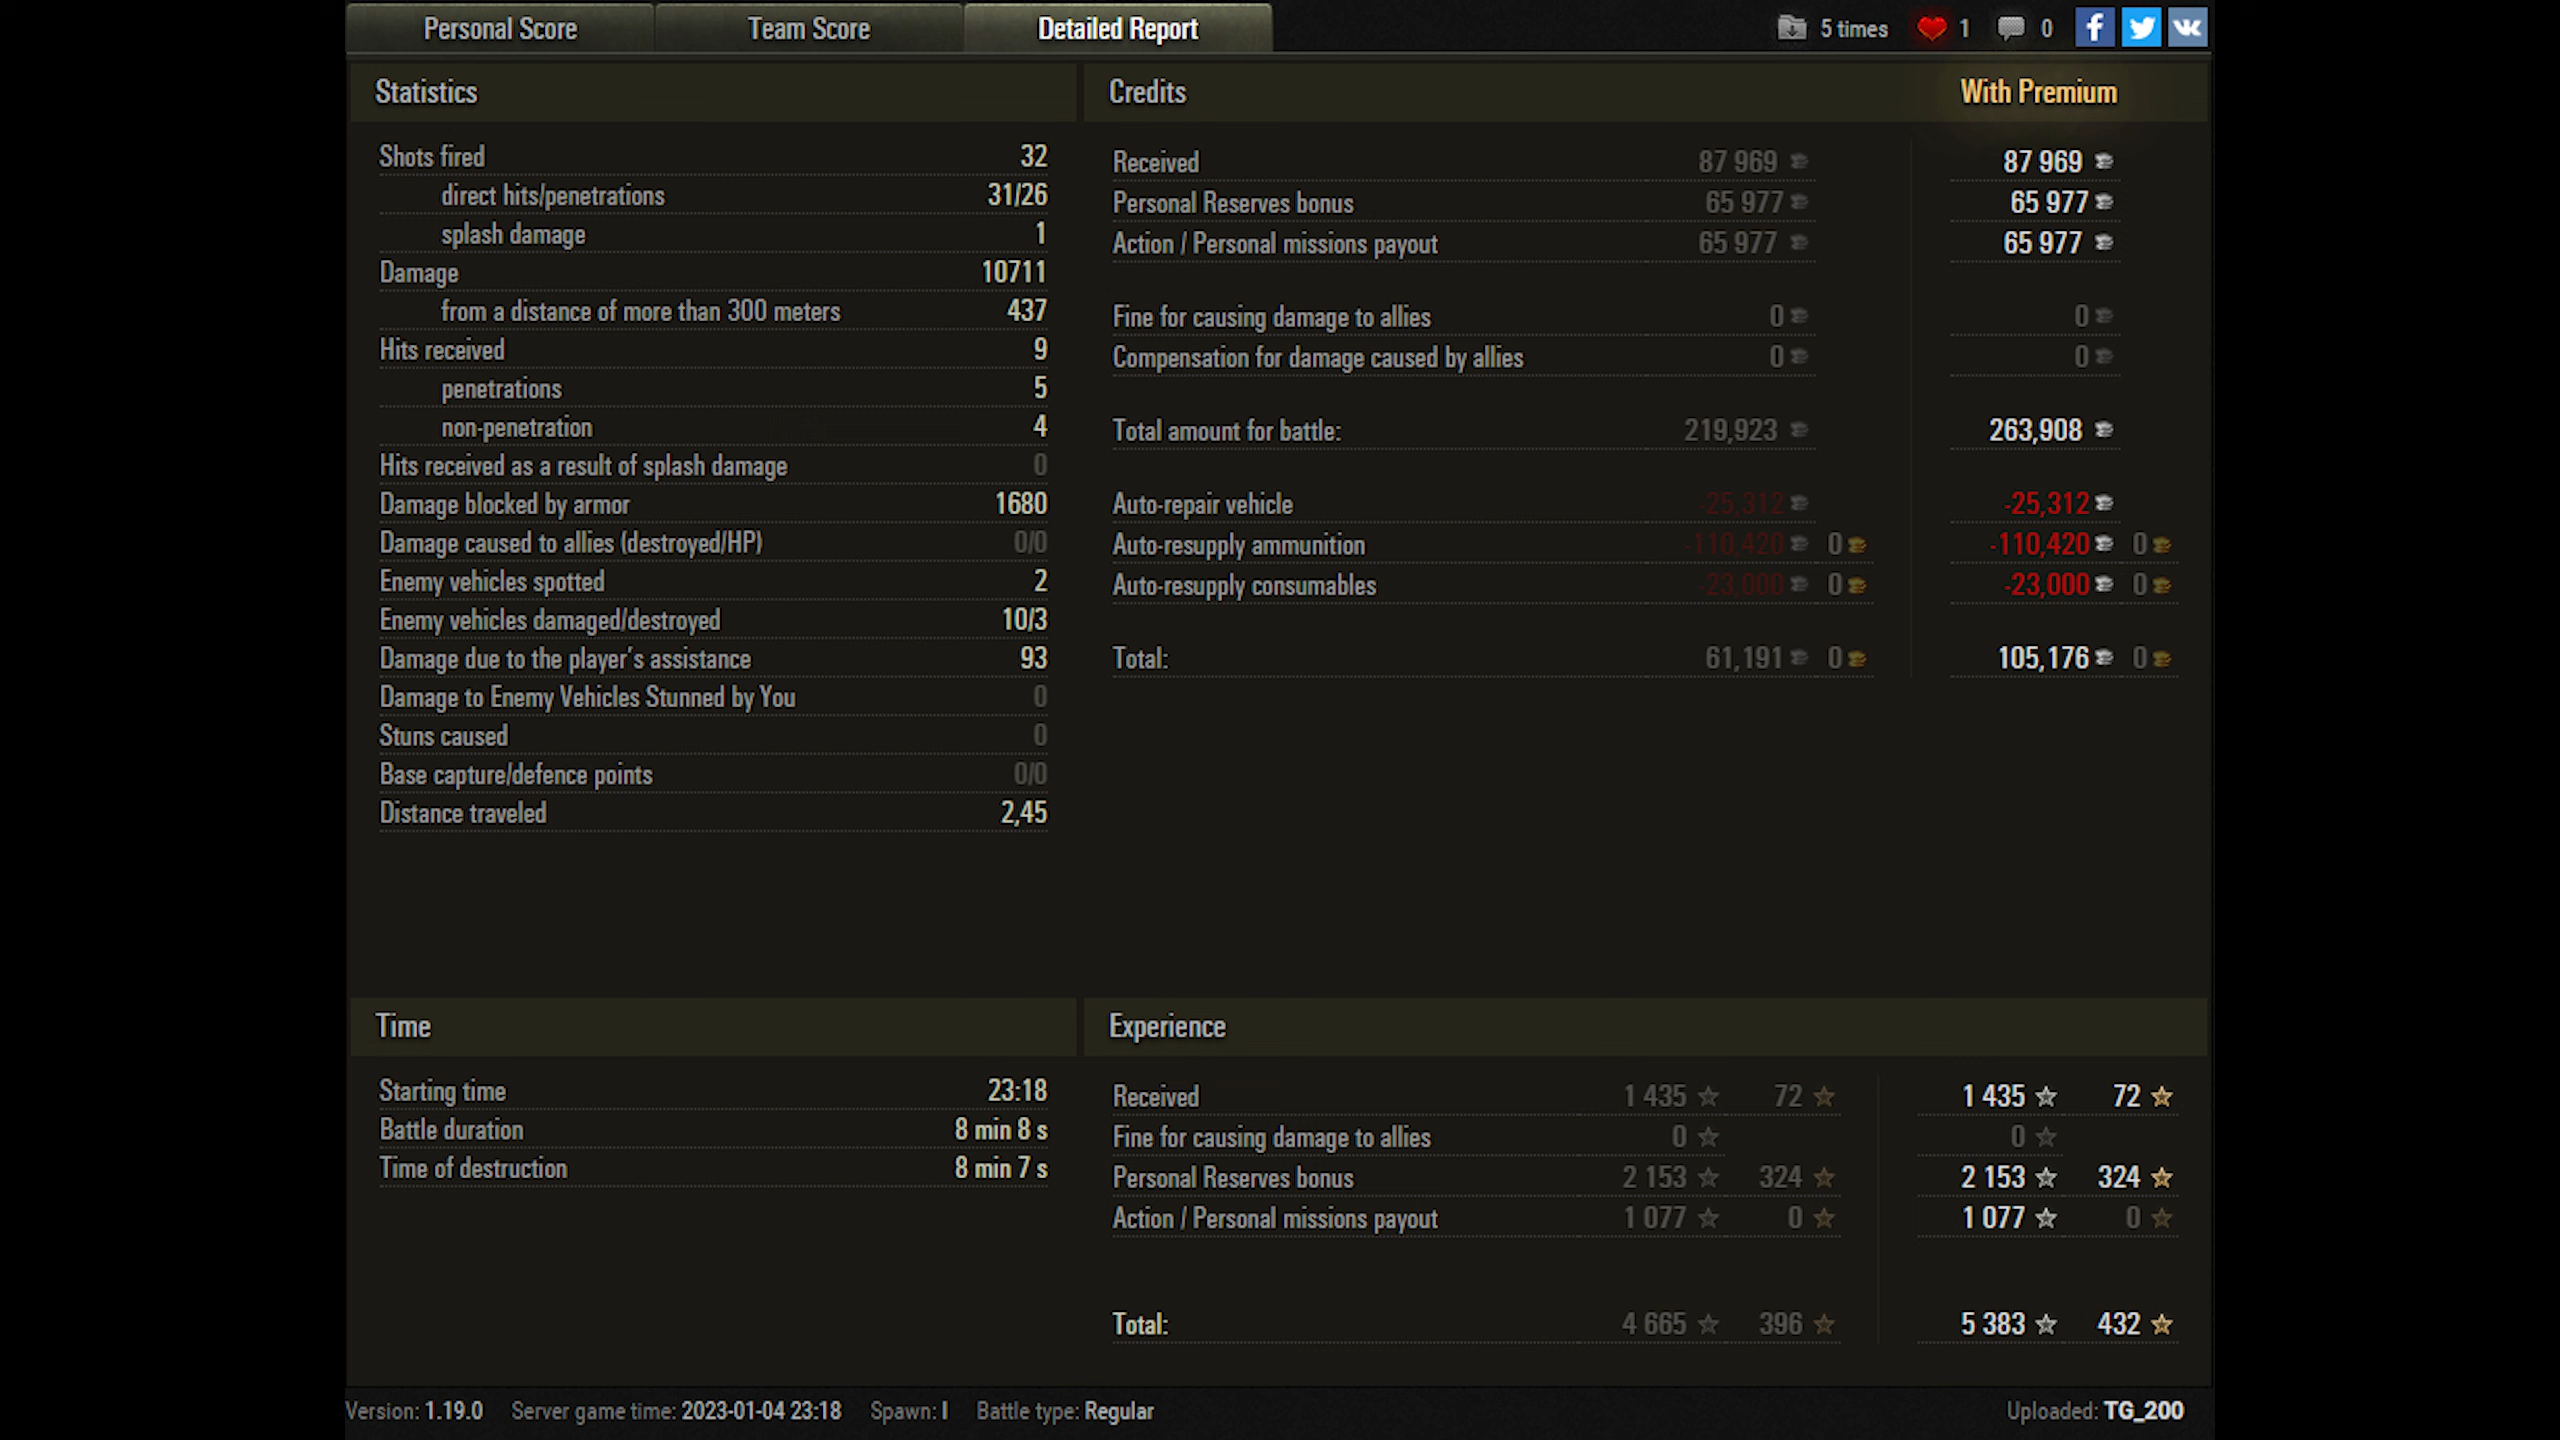 Personal Score Team Score Detailed Report 5 times 1 0
Statistics
Shots fired 32
direct hits/penetrations 31/26
splash damage 1
Damage 10711
from a distance of more than 300 meters 437
Hits received 9
penetrations 5
non-penetration 4
Hits received as a result of splash damage 0
Damage blocked by armor 1680
Damage caused to allies (destroyed/HP) 0/0
Enemy vehicles spotted 2
Enemy vehicles damaged/destroyed 10/3
Damage due to the player's assistance 93
Damage to Enemy Vehicles Stunned by You 0
Stuns caused 0
Base capture/defence points 0/0
Distance traveled 2,45
Credits With Premium
Received 87 969 87 969
Personal Reserves bonus 65 977 65 977
Action / Personal missions payout 65 977 65 977
Fine for causing damage to allies 0 0
Compensation for damage caused by allies 0 0
Total amount for battle: 219,923 263,908
Auto-repair vehicle -25,312 -25,312
Auto-resupply ammunition -110,420 0 -110,420 0
Auto-resupply consumables -23,000 0 -23,000 0
Total: 61,191 0 105,176 0
Time
Starting time 23:18
Battle duration 8 min 8 s
Time of destruction 8 min 7 s
Experience
Received 1 435 72 1 435 72
Fine for causing damage to allies 0 0
Personal Reserves bonus 2 153 324 2 153 324
Action / Personal missions payout 1 077 0 1 077 0
Total: 4 665 396 5 383 432
Version: 1.19.0 Server game time: 2023-01-04 23:18 Spawn: I Battle type: Regular Uploaded: TG_200